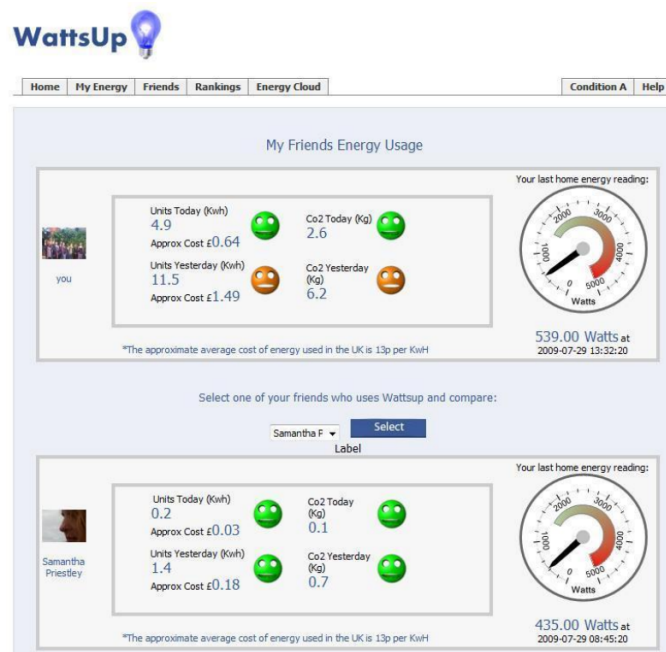 WattsUp
Home My Energy Friends Rankings Energy Cloud Condition A Help
My Friends Energy Usage
Your last home energy reading:
Units Today (Kwh)
4.9
Approx Cost £0.64
Co2 Today (Kg)
2.6
Units Yesterday (Kwh)
11.5
Approx Cost £1.49
Co2 Yesterday
(Kg)
6.2
you
0 1000 2000 3000 4000 5000
Watts
539.00 Watts at
2009-07-29 13:32:20
*The approximate average cost of energy used in the UK is 13p per KwH
Select one of your friends who uses Wattsup and compare:
Samantha P Select
Label
Your last home energy reading:
Units Today (Kwh)
0.2
Approx Cost £0.03
Co2 Today
(Kg)
0.1
Units Yesterday (Kwh)
1.4
Approx Cost £0.18
Co2 Yesterday
(Kg)
0.7
Samantha
Priestley
0 1000 2000 3000 4000 5000
Watts
435.00 Watts at
2009-07-29 08:45:20
*The approximate average cost of energy used in the UK is 13p per KwH